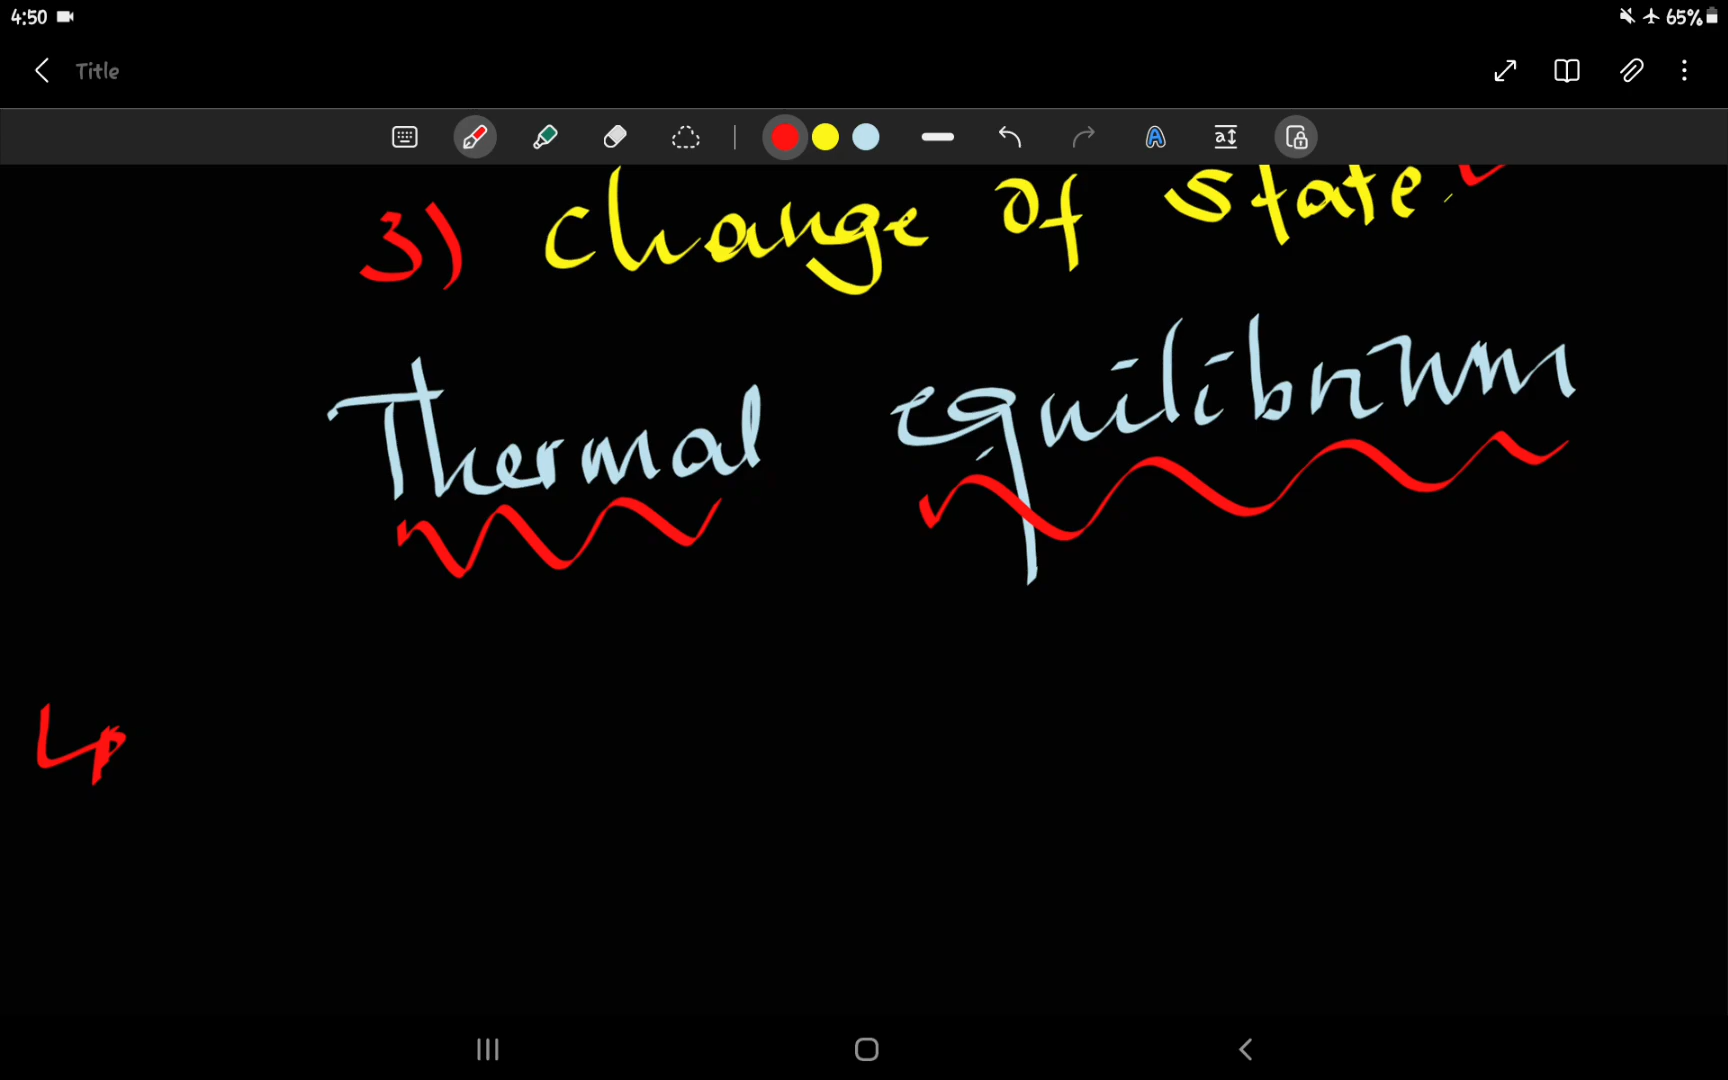 4:50 65%
Title
A a
3) change of state.
Thermal equilibrium